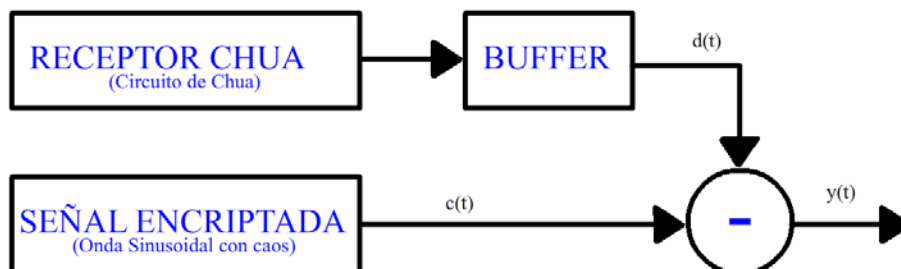 RECEPTOR CHUA
(Circuito de Chua)
BUFFER
d(t)
SEÑAL ENCRIPTADA
(Onda Sinusoidal con caos)
c(t)
-
y(t)